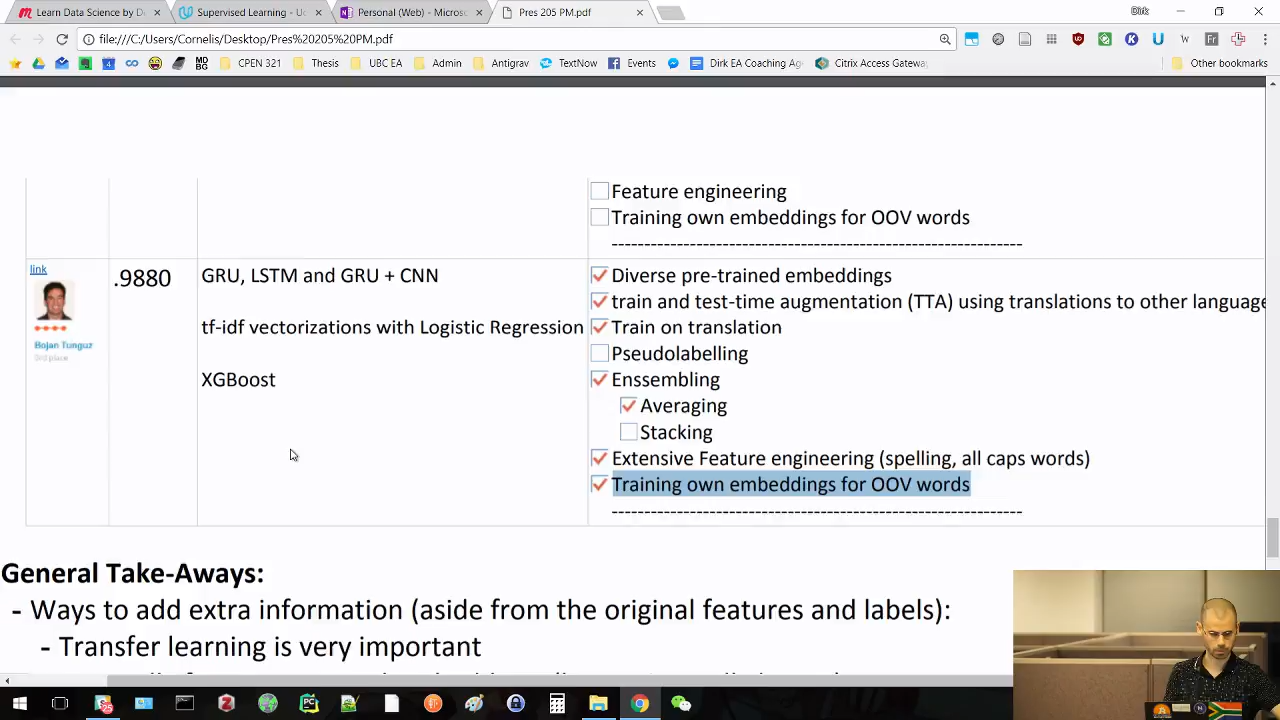 Learn Data Science by D
Supervised Learning - U
Personal (Web) - Micros
Pres 205 PM.pdf
file:///C:/Users/Cornelis/Desktop/Pres%20205%20PM.pdf
MD
BG
CPEN 321
Thesis
UBC EA
Admin
Antigrav
TextNow
Events
Dirk EA Coaching Ag
Citrix Access Gateway
Other bookmarks
Feature engineering
Training own embeddings for OOV words
------------------------------------------------------------
link
.9880
GRU, LSTM and GRU + CNN
Diverse pre-trained embeddings
train and test-time augmentation (TTA) using translations to other language
tf-idf vectorizations with Logistic Regression
Train on translation
Bojan Tunguz
3rd place
Pseudolabelling
XGBoost
Enssembling
Averaging
Stacking
Extensive Feature engineering (spelling, all caps words)
Training own embeddings for OOV words
------------------------------------------------------------
General Take-Aways:
- Ways to add extra information (aside from the original features and labels):
- Transfer learning is very important